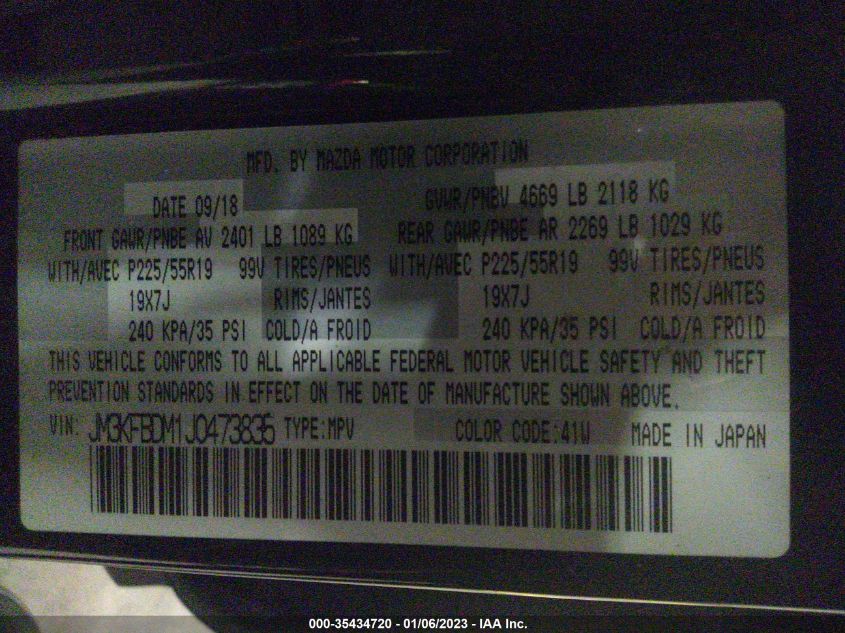 MFD. BY MAZDA MOTOR CORPORATION
DATE 09/18 GVWR/PNBV 4669 LB 2118 KG
FRONT GAWR/PNBE AV 2401 LB 1089 KG REAR GAWR/PNBE AR 2269 LB 1029 KG
WITH/AVEC P225/55R19 99V TIRES/PNEUS WITH/AVEC P225/55R19 99V TIRES/PNEUS
19X7J RIMS/JANTES 19X7J RIMS/JANTES
240 KPA/35 PSI COLD/A FROID 240 KPA/35 PSI COLD/A FROID
THIS VEHICLE CONFORMS TO ALL APPLICABLE FEDERAL MOTOR VEHICLE SAFETY AND THEFT
PREVENTION STANDARDS IN EFFECT ON THE DATE OF MANUFACTURE SHOWN ABOVE.
VIN: JM3KFBDM1J0473835 TYPE:MPV COLOR CODE:41W MADE IN JAPAN
000-35434720 - 01/06/2023 - IAA Inc.